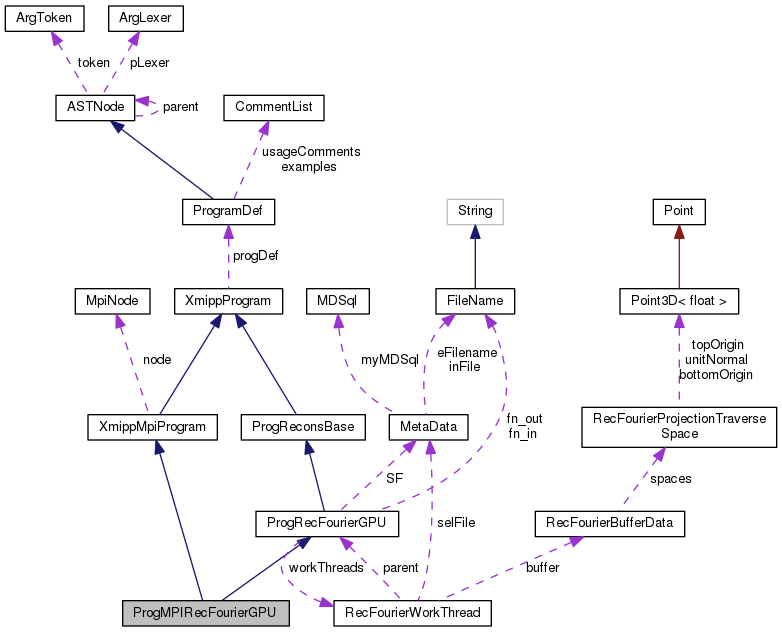 ArgToken
ArgLexer
token
pLexer
ASTNode
parent
CommentList
usageComments
examples
ProgramDef
String
Point
progDef
MpiNode
XmippProgram
MDSql
FileName
Point3D< float >
node
myMDSql
eFilename
inFile
topOrigin
unitNormal
bottomOrigin
XmippMpiProgram
ProgReconsBase
MetaData
fn_out
fn_in
RecFourierProjectionTraverse
Space
SF
selFile
spaces
ProgRecFourierGPU
RecFourierBufferData
workThreads
parent
buffer
ProgMPIRecFourierGPU
RecFourierWorkThread